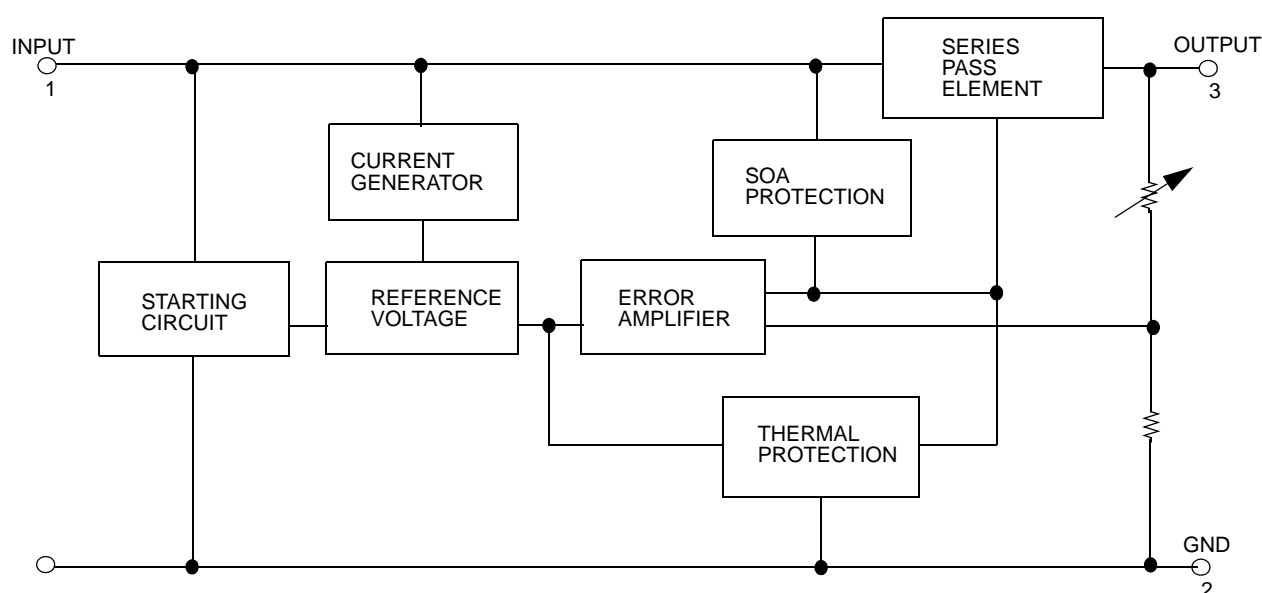 INPUT
1
SERIES
PASS
ELEMENT
OUTPUT
3
CURRENT
GENERATOR
SOA
PROTECTION
STARTING
CIRCUIT
REFERENCE
VOLTAGE
ERROR
AMPLIFIER
THERMAL
PROTECTION
GND
2